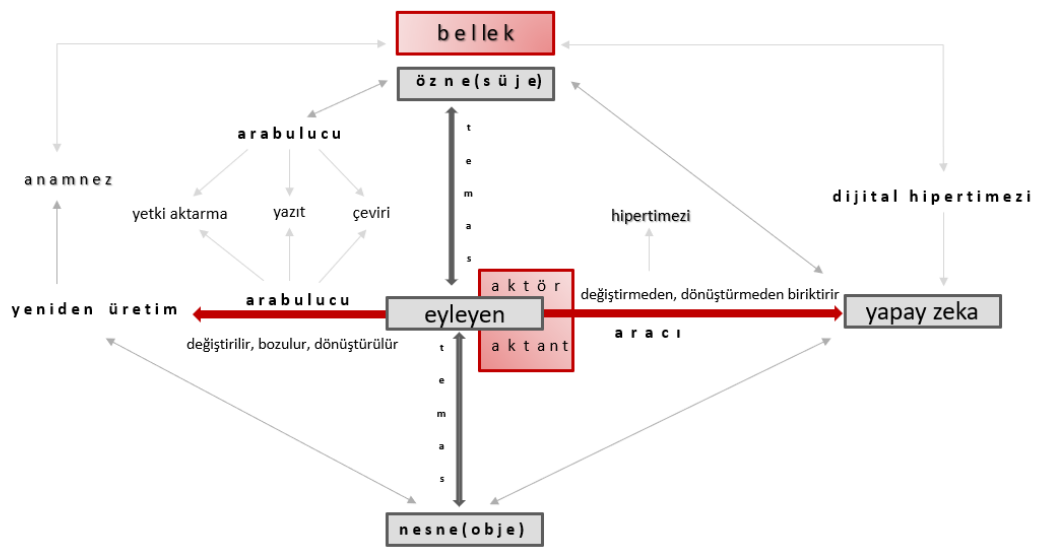 bellek
özne(süje)
arabulucu
temas
anamnez
yetki aktarma
yazıt
çeviri
hipertimezi
dijital hipertimezi
yeniden üretim
arabulucu
değiştirilir, bozulur, dönüştürülür
aktör
eyleyen
aktant
değiştirmeden, dönüştürmeden biriktirir
aracı
yapay zeka
temas
nesne(obje)